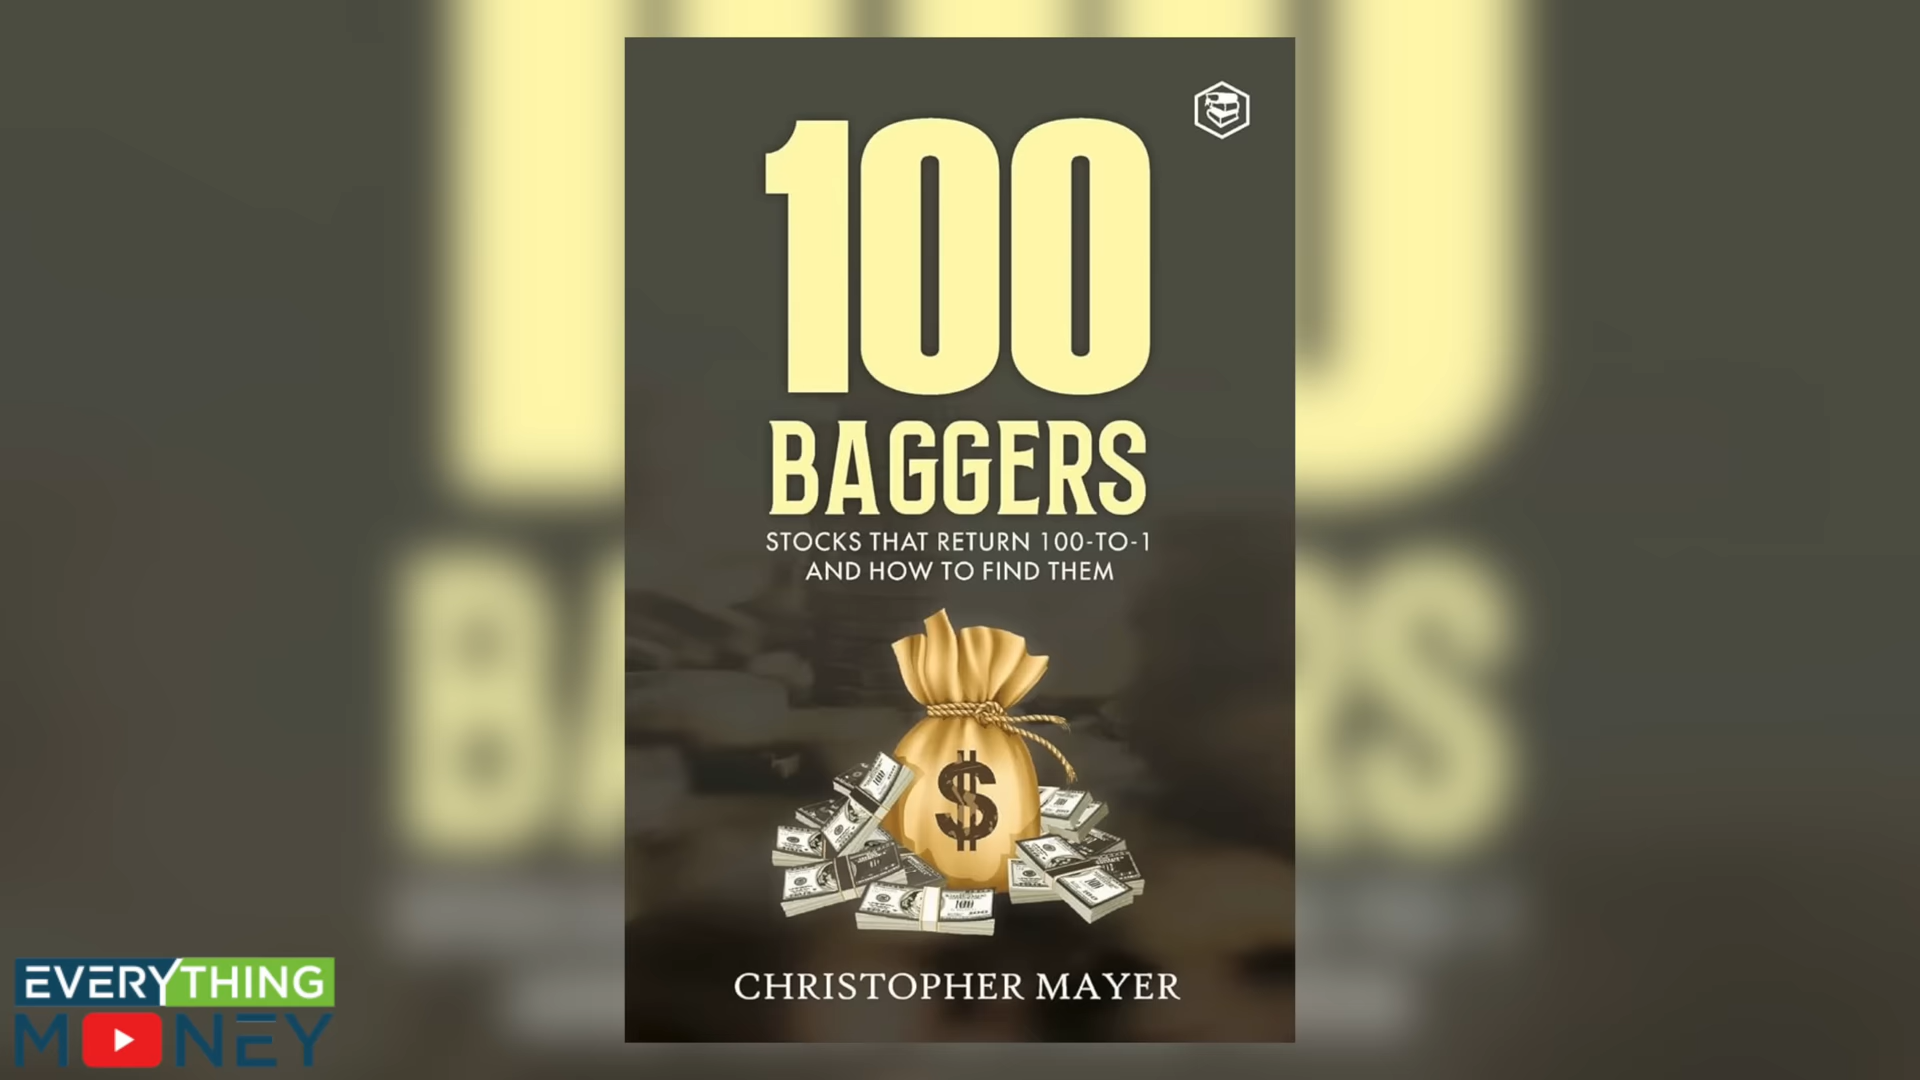 100
BAGGERS
STOCKS THAT RETURN 100-TO-1
AND HOW TO FIND THEM
$
CHRISTOPHER MAYER
EVERYTHING
MONEY